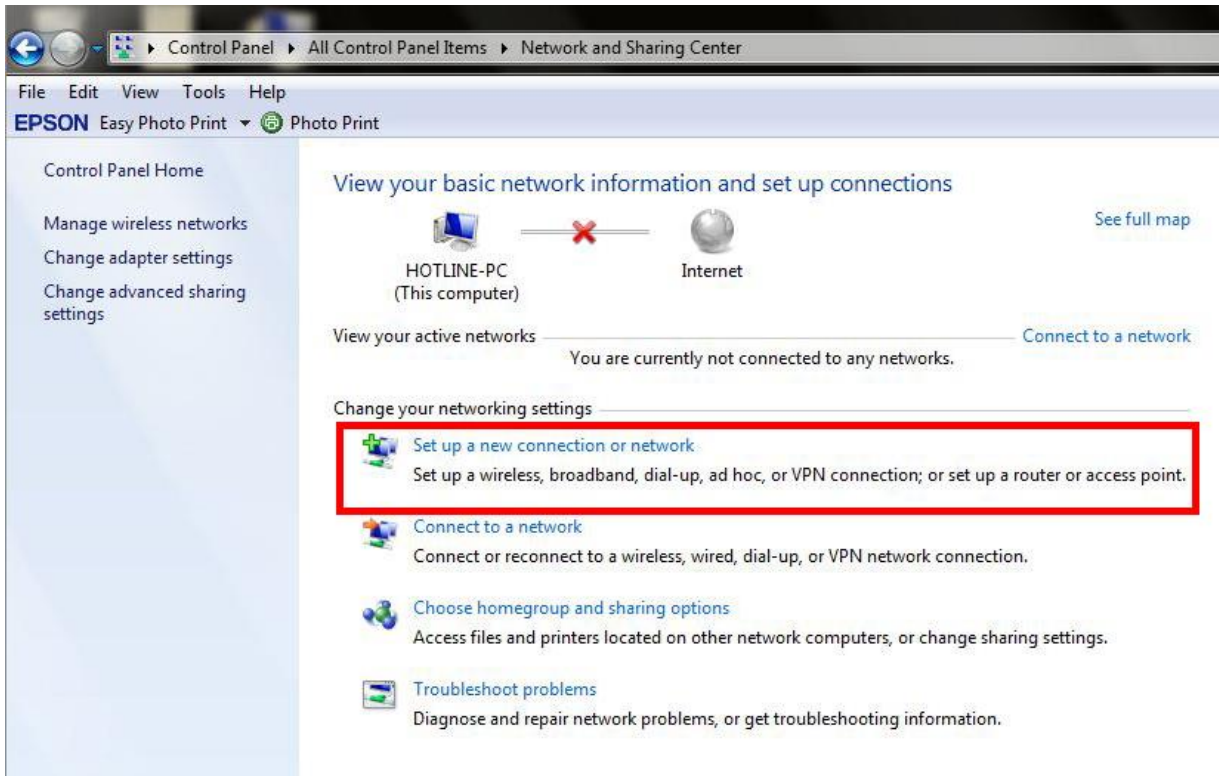 Control Panel ▸ All Control Panel Items ▸ Network and Sharing Center
File Edit View Tools Help
EPSON Easy Photo Print Photo Print
Control Panel Home
Manage wireless networks
Change adapter settings
Change advanced sharing
settings
View your basic network information and set up connections
See full map
HOTLINE-PC
(This computer)
Internet
View your active networks
Connect to a network
You are currently not connected to any networks.
Change your networking settings
Set up a new connection or network
Set up a wireless, broadband, dial-up, ad hoc, or VPN connection; or set up a router or access point.
Connect to a network
Connect or reconnect to a wireless, wired, dial-up, or VPN network connection.
Choose homegroup and sharing options
Access files and printers located on other network computers, or change sharing settings.
Troubleshoot problems
Diagnose and repair network problems, or get troubleshooting information.